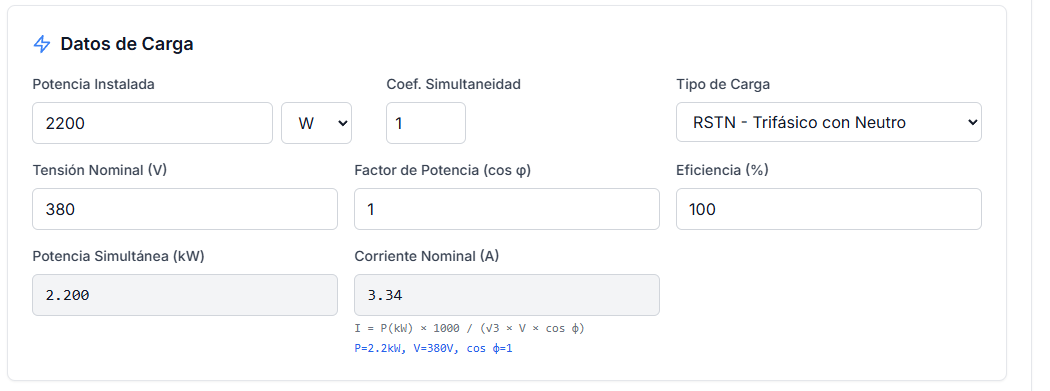 Datos de Carga
Potencia Instalada Coef. Simultaneidad Tipo de Carga
2200 W 1 RSTN - Trifásico con Neutro
Tensión Nominal (V) Factor de Potencia (cos φ) Eficiencia (%)
380 1 100
Potencia Simultánea (kW) Corriente Nominal (A)
2.200 3.34
I = P(kW) × 1000 / (√3 × V × cos ϕ)
P=2.2kW, V=380V, cos ϕ=1